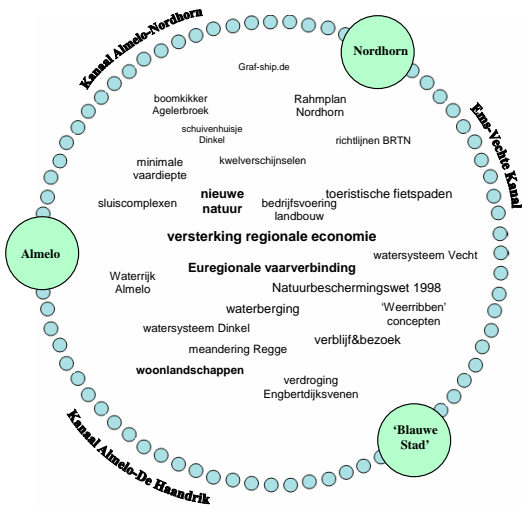 Kanaal Almelo-Nordhorn
Nordhorn
Ems-Vechte Kanal
Graf-ship.de
boomkikker
Agelerbroek
Rahmplan
Nordhorn
schuivenhuisje
Dinkel
richtlijnen BRTN
minimale
vaardiepte
kwelverschijnselen
sluiscomplexen
nieuwe
natuur
bedrijfsvoering
landbouw
toeristische fietspaden
versterking regionale economie
Almelo
watersysteem Vecht
Euregionale vaarverbinding
Waterrijk
Almelo
Natuurbeschermingswet 1998
waterberging
'Weerribben'
concepten
watersysteem Dinkel
verblijf&bezoek
meandering Regge
woonlandschappen
verdroging
Engbertdijksvenen
'Blauwe
Stad'
Kanaal Almelo-De Haandrik